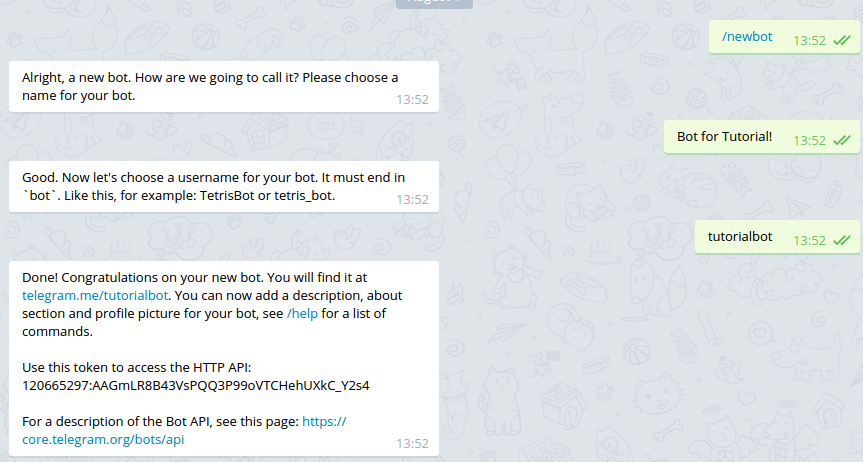 /newbot
13:52
Alright, a new bot. How are we going to call it? Please choose a
name for your bot.
13:52
Bot for Tutorial!
13:52
Good. Now let's choose a username for your bot. It must end in
`bot`. Like this, for example: TetrisBot or tetris_bot.
13:52
tutorialbot
13:52
Done! Congratulations on your new bot. You will find it at
telegram.me/tutorialbot. You can now add a description, about
section and profile picture for your bot, see /help for a list of
commands.
Use this token to access the HTTP API:
120665297:AAGmLR8B43VsPQQ3P99oVTCHehUXkC_Y2s4
For a description of the Bot API, see this page: https://
core.telegram.org/bots/api
13:52